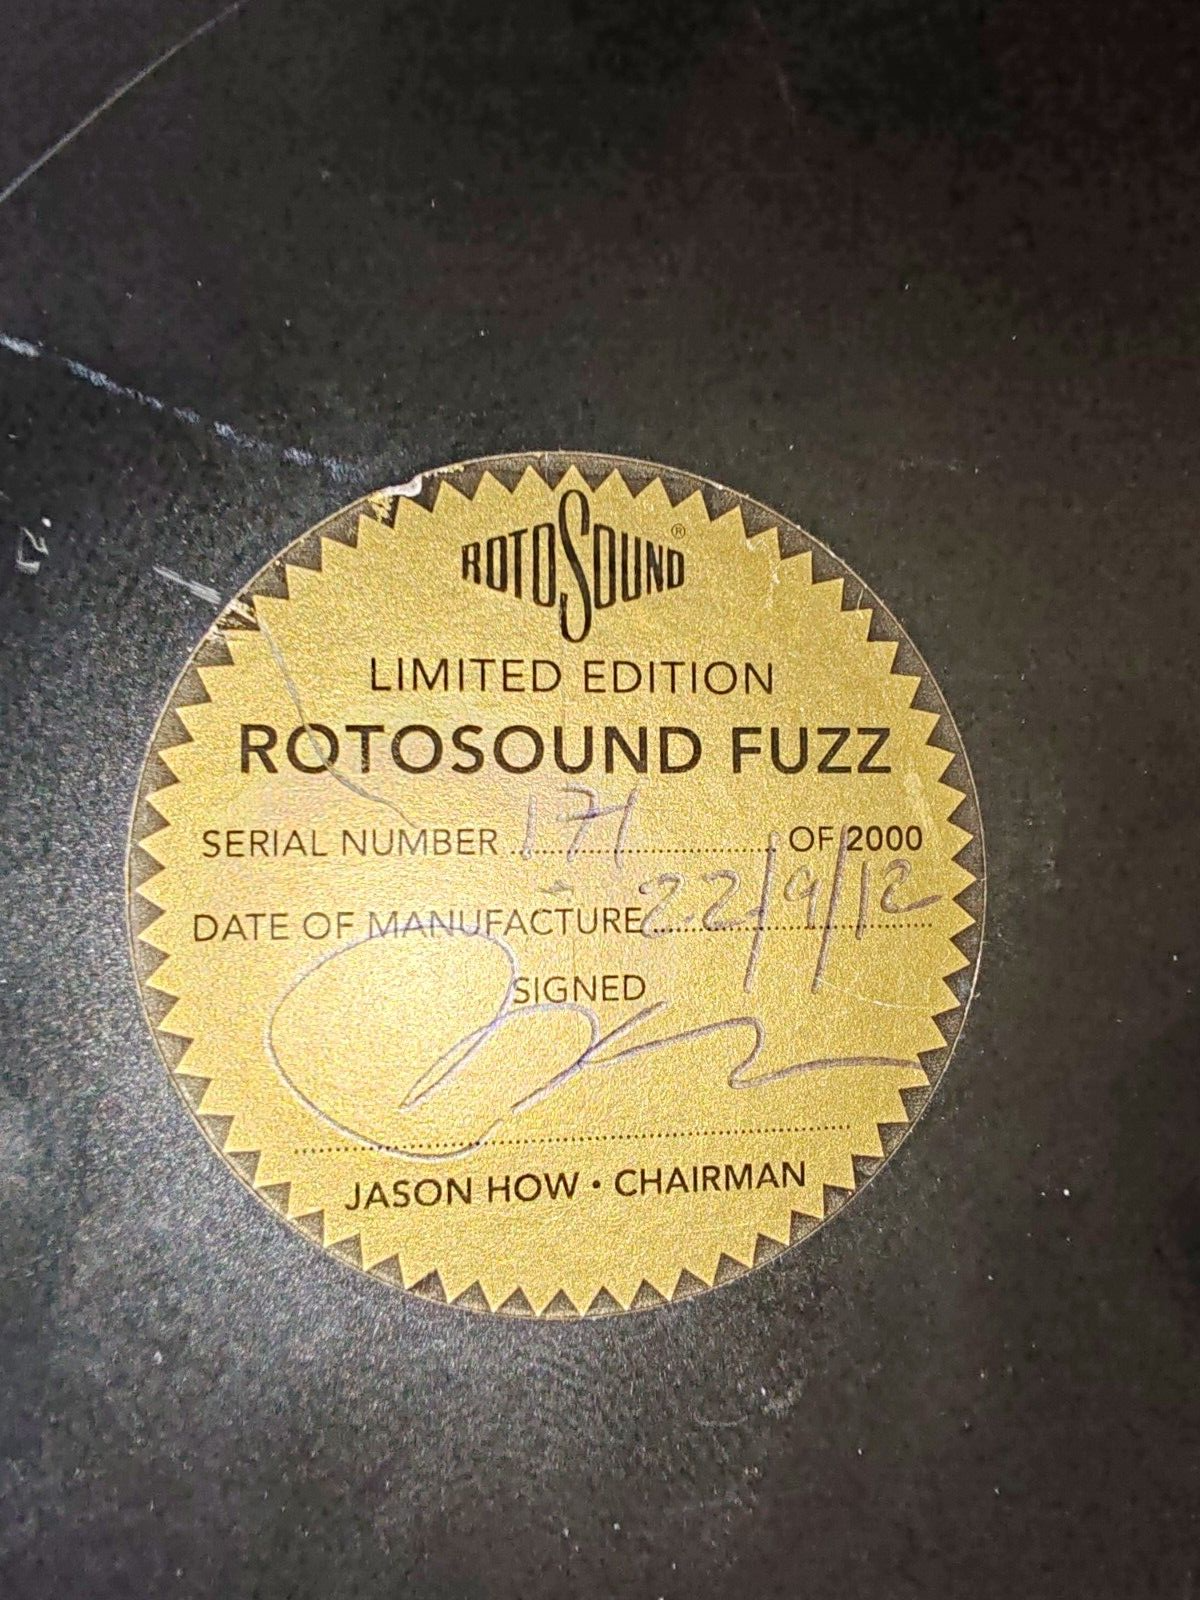 ROTOSOUND®
LIMITED EDITION
ROTOSOUND FUZZ
SERIAL NUMBER 171 OF 2000
DATE OF MANUFACTURE 22/9/12
SIGNED
JASON HOW • CHAIRMAN